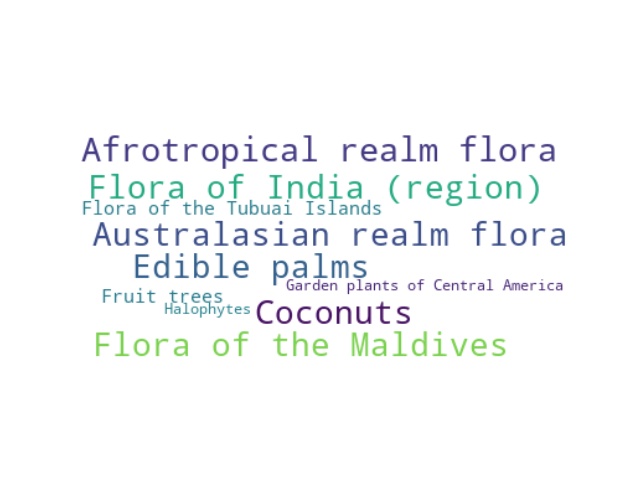 Afrotropical realm flora
Flora of India (region)
Flora of the Tubuai Islands
Australasian realm flora
Edible palms
Garden plants of Central America
Fruit trees
Halophytes
Coconuts
Flora of the Maldives